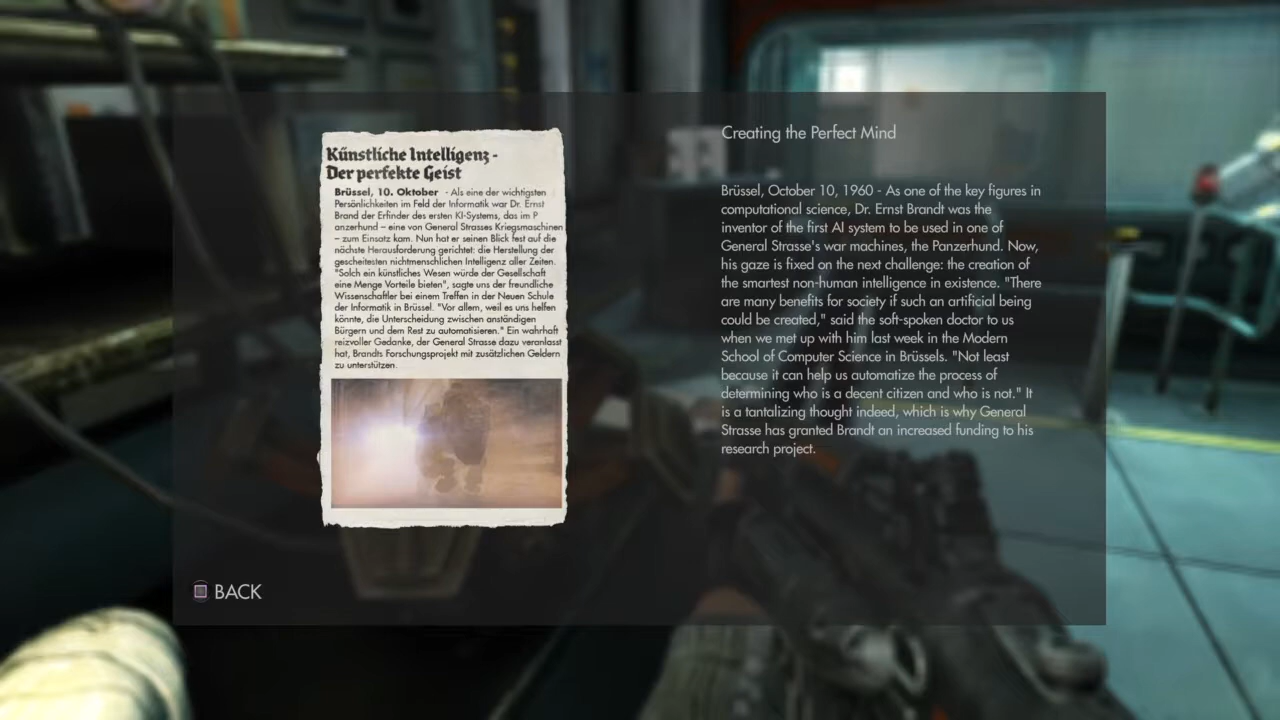 Künstliche Intelligenz -
Der perfekte Geist
Brüssel, 10. Oktober - Als eine der wichtigsten
Persönlichkeiten im Feld der Informatik war Dr. Ernst
Brand der Erfinder des ersten KI-Systems, das im P
anzerhund – eine von General Strasses Kriegsmaschinen
– zum Einsatz kam. Nun hat er seinen Blick fest auf die
nächste Herausforderung gerichtet: die Herstellung der
gescheitesten nichtmenschlichen Intelligenz aller Zeiten.
"Solch ein künstliches Wesen würde der Gesellschaft
eine Menge Vorteile bieten", sagte uns der freundliche
Wissenschaftler bei einem Treffen in der Neuen Schule
der Informatik in Brüssel. "Vor allem, weil es uns helfen
könnte, die Unterscheidung zwischen anständigen
Bürgern und dem Rest zu automatisieren." Ein wahrhaft
reizvoller Gedanke, der General Strasse dazu veranlasst
hat, Brandts Forschungsprojekt mit zusätzlichen Geldern
zu unterstützen.
Creating the Perfect Mind
Brüssel, October 10, 1960 - As one of the key figures in
computational science, Dr. Ernst Brandt was the
inventor of the first AI system to be used in one of
General Strasse's war machines, the Panzerhund. Now,
his gaze is fixed on the next challenge: the creation of
the smartest non-human intelligence in existence. "There
are many benefits for society if such an artificial being
could be created," said the soft-spoken doctor to us
when we met up with him last week in the Modern
School of Computer Science in Brüssels. "Not least
because it can help us automatize the process of
determining who is a decent citizen and who is not." It
is a tantalizing thought indeed, which is why General
Strasse has granted Brandt an increased funding to his
research project.
BACK